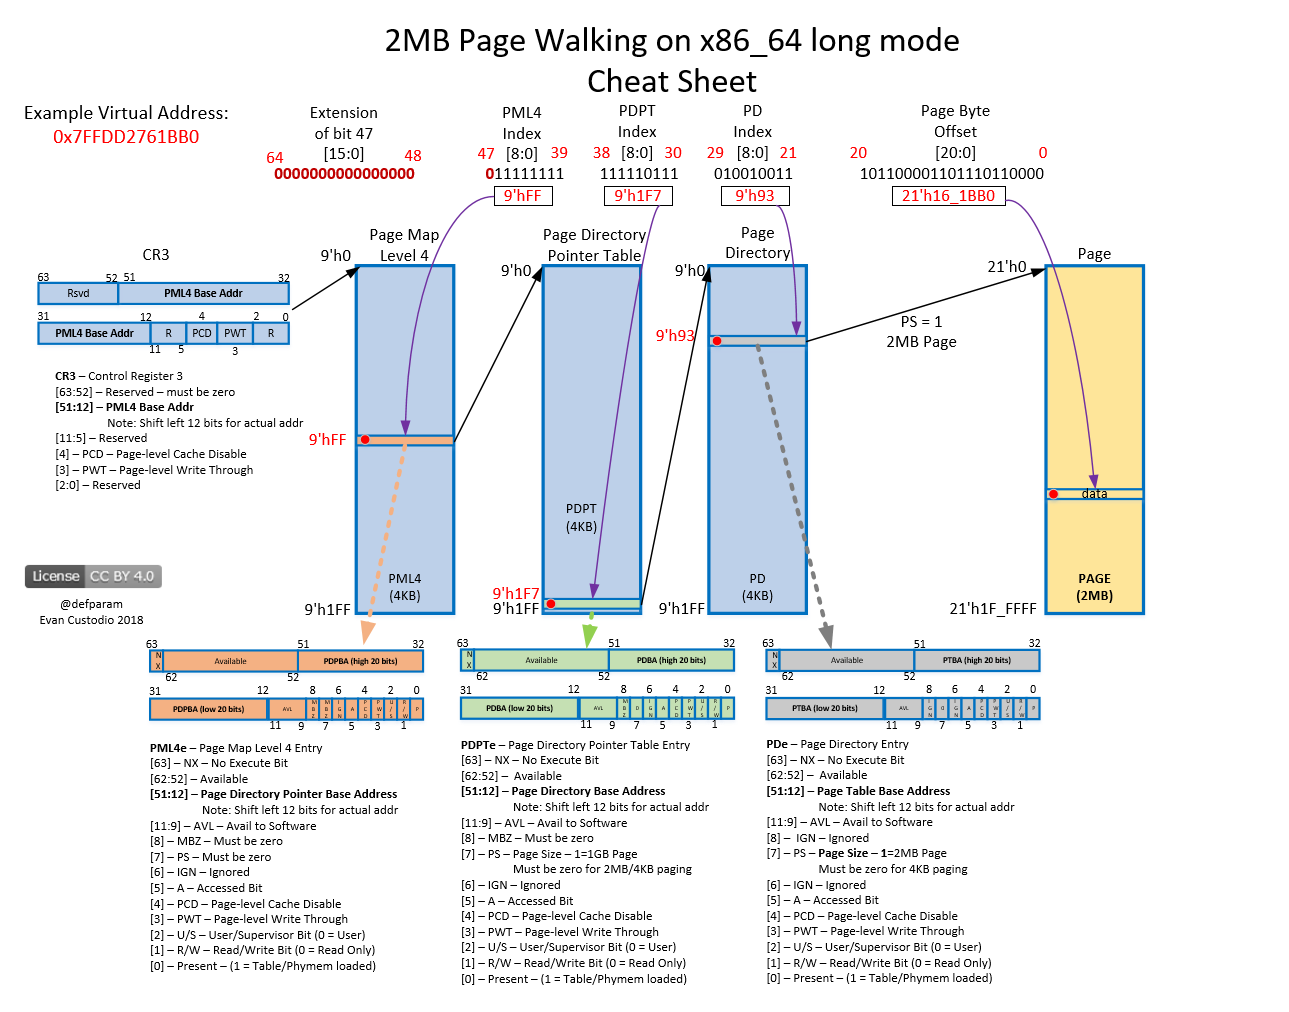 2MB Page Walking on x86_64 long mode
Cheat Sheet
Example Virtual Address:
0x7FFDD2761BB0
Extension
of bit 47
[15:0]
64
48
0000000000000000
PML4
Index
47 [8:0] 39
011111111
9'hFF
PDPT
Index
38 [8:0] 30
111110111
9'h1F7
PD
Index
29 [8:0] 21
010010011
9'h93
Page Byte
Offset
20 [20:0] 0
101100001101110110000
21'h16_1BB0
CR3
63 52 51 32
Rsvd PML4 Base Addr
31 12 4 2 0
PML4 Base Addr R PCD PWT R
11 5 3
CR3 – Control Register 3
[63:52] – Reserved – must be zero
[51:12] – PML4 Base Addr
Note: Shift left 12 bits for actual addr
[11:5] – Reserved
[4] – PCD – Page-level Cache Disable
[3] – PWT – Page-level Write Through
[2:0] – Reserved
Page Map
Level 4
9'h0
9'hFF
PML4
(4KB)
9'h1FF
Page Directory
Pointer Table
9'h0
PDPT
(4KB)
9'h1F7
9'h1FF
Page
Directory
9'h0
9'h93
PD
(4KB)
9'h1FF
PS = 1
2MB Page
Page
21'h0
data
PAGE
(2MB)
21'h1F_FFFF
License CC BY 4.0
@defparam
Evan Custodio 2018
63 51 32
NX Available PDPBA (high 20 bits)
62 52
31 12 8 6 4 2 0
PDPBA (low 20 bits) AVL MBZ MBZ IGN A PCD PWT U/S R/W P
11 9 7 5 3 1
PML4e – Page Map Level 4 Entry
[63] – NX – No Execute Bit
[62:52] – Available
[51:12] – Page Directory Pointer Base Address
Note: Shift left 12 bits for actual addr
[11:9] – AVL – Avail to Software
[8] – MBZ – Must be zero
[7] – PS – Must be zero
[6] – IGN – Ignored
[5] – A – Accessed Bit
[4] – PCD – Page-level Cache Disable
[3] – PWT – Page-level Write Through
[2] – U/S – User/Supervisor Bit (0 = User)
[1] – R/W – Read/Write Bit (0 = Read Only)
[0] – Present – (1 = Table/Phymem loaded)
63 51 32
NX Available PDBA (high 20 bits)
62 52
31 12 8 6 4 2 0
PDBA (low 20 bits) AVL MBZ 0 IGN A PCD PWT U/S R/W P
11 9 7 5 3 1
PDPTe – Page Directory Pointer Table Entry
[63] – NX – No Execute Bit
[62:52] – Available
[51:12] – Page Directory Base Address
Note: Shift left 12 bits for actual addr
[11:9] – AVL – Avail to Software
[8] – MBZ – Must be zero
[7] – PS – Page Size – 1=1GB Page
Must be zero for 2MB/4KB paging
[6] – IGN – Ignored
[5] – A – Accessed Bit
[4] – PCD – Page-level Cache Disable
[3] – PWT – Page-level Write Through
[2] – U/S – User/Supervisor Bit (0 = User)
[1] – R/W – Read/Write Bit (0 = Read Only)
[0] – Present – (1 = Table/Phymem loaded)
63 51 32
NX Available PTBA (high 20 bits)
62 52
31 12 8 6 4 2 0
PTBA (low 20 bits) AVL IGN 0 IGN A PCD PWT U/S R/W P
11 9 7 5 3 1
PDe – Page Directory Entry
[63] – NX – No Execute Bit
[62:52] – Available
[51:12] – Page Table Base Address
Note: Shift left 12 bits for actual addr
[11:9] – AVL – Avail to Software
[8] – IGN – Ignored
[7] – PS – Page Size – 1=2MB Page
Must be zero for 4KB paging
[6] – IGN – Ignored
[5] – A – Accessed Bit
[4] – PCD – Page-level Cache Disable
[3] – PWT – Page-level Write Through
[2] – U/S – User/Supervisor Bit (0 = User)
[1] – R/W – Read/Write Bit (0 = Read Only)
[0] – Present – (1 = Table/Phymem loaded)